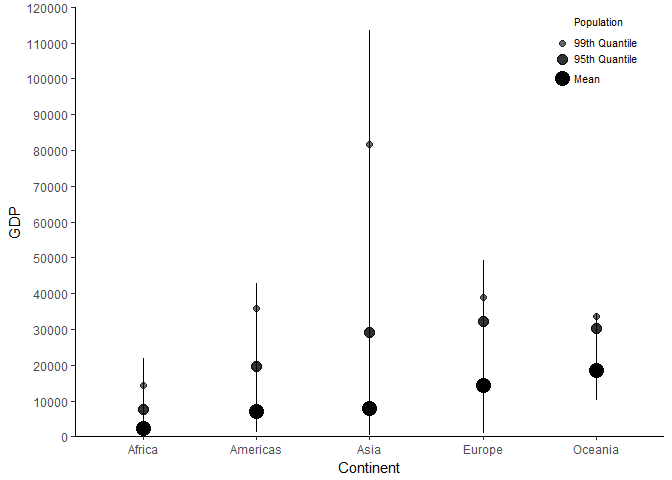 120000
110000
100000
90000
80000
70000
60000
50000
40000
30000
20000
10000
0
GDP
Population
99th Quantile
95th Quantile
Mean
Africa
Americas
Asia
Europe
Oceania
Continent